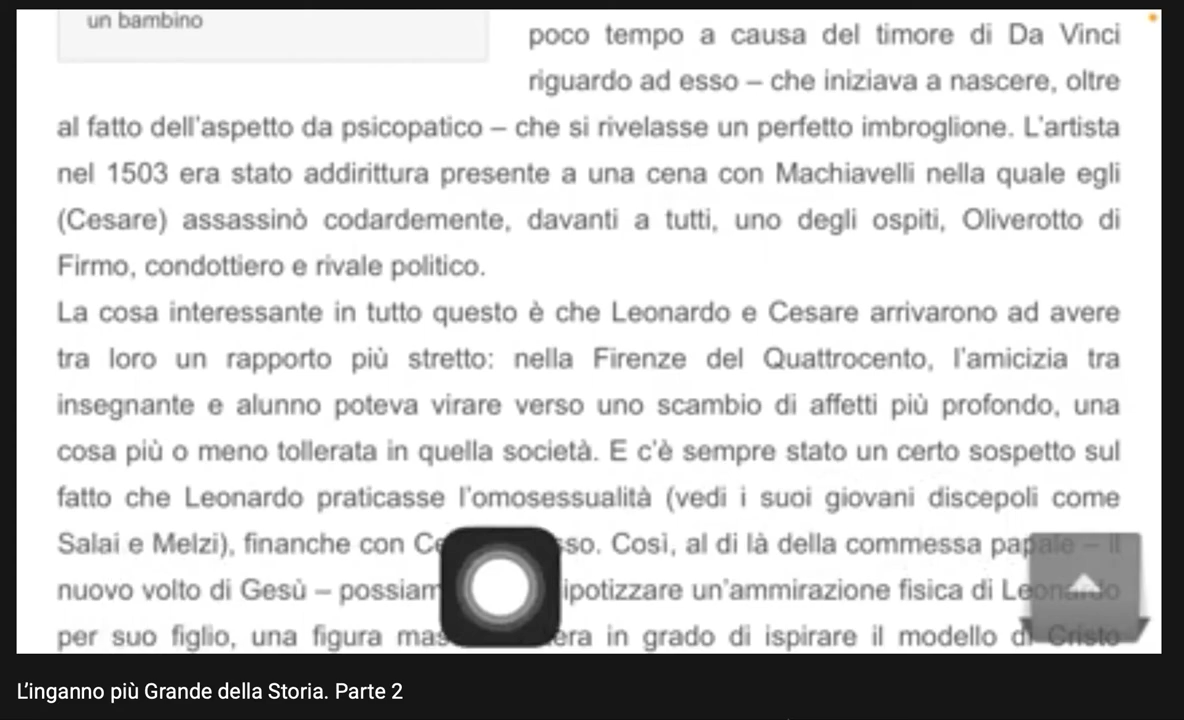 un bambino
poco tempo a causa del timore di Da Vinci
riguardo ad esso – che iniziava a nascere, oltre
al fatto dell'aspetto da psicopatico – che si rivelasse un perfetto imbroglione. L'artista
nel 1503 era stato addirittura presente a una cena con Machiavelli nella quale egli
(Cesare) assassinò codardemente, davanti a tutti, uno degli ospiti, Oliverotto di
Firmo, condottiero e rivale politico.
La cosa interessante in tutto questo è che Leonardo e Cesare arrivarono ad avere
tra loro un rapporto più stretto: nella Firenze del Quattrocento, l'amicizia tra
insegnante e alunno poteva virare verso uno scambio di affetti più profondo, una
cosa più o meno tollerata in quella società. E c'è sempre stato un certo sospetto sul
fatto che Leonardo praticasse l'omosessualità (vedi i suoi giovani discepoli come
Salai e Melzi), finanche con so. Così, al di là della commessa papale – il
nuovo volto di Gesù – possiam ipotizzare un'ammirazione fisica di Leonardo
per suo figlio, una figura mas era in grado di ispirare il modello di Cristo
L'inganno più Grande della Storia. Parte 2